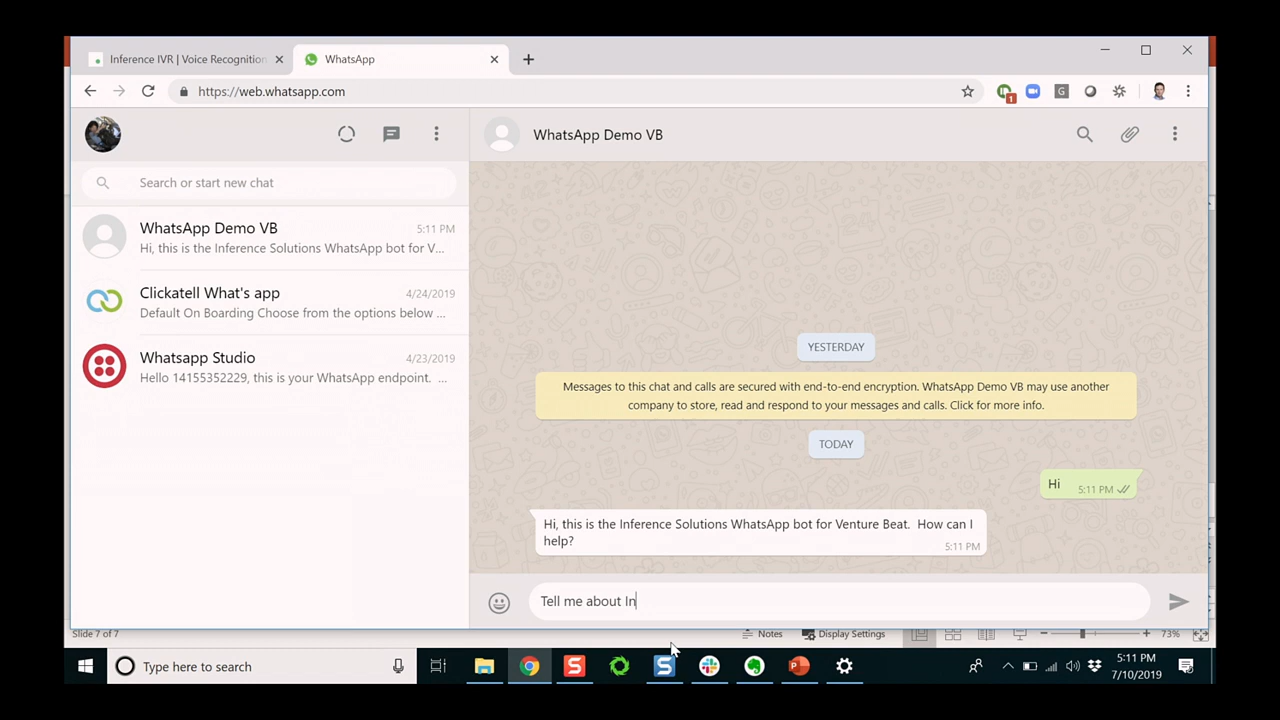 Inference IVR | Voice Recognition
WhatsApp
https://web.whatsapp.com
G
1
WhatsApp Demo VB
Search or start new chat
WhatsApp Demo VB
5:11 PM
Hi, this is the Inference Solutions WhatsApp bot for V...
Clickatell What's app
4/24/2019
Default On Boarding Choose from the options below ...
Whatsapp Studio
4/23/2019
Hello 14155352229, this is your WhatsApp endpoint. ...
YESTERDAY
Messages to this chat and calls are secured with end-to-end encryption. WhatsApp Demo VB may use another
company to store, read and respond to your messages and calls. Click for more info.
TODAY
Hi 5:11 PM
Hi, this is the Inference Solutions WhatsApp bot for Venture Beat. How can I
help?
5:11 PM
Tell me about In
Slide 7 of 7
Notes
Display Settings
73%
Type here to search
S
S
P
5:11 PM
7/10/2019